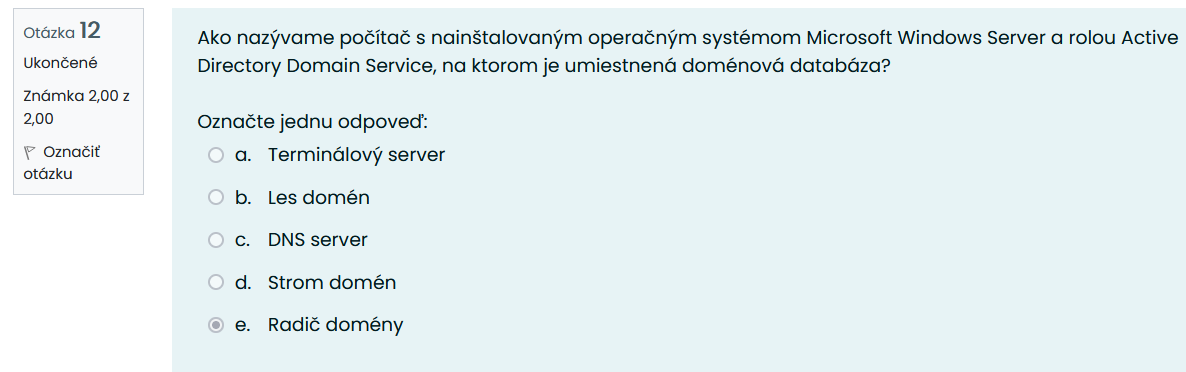 Otázka 12
Ukončené
Známka 2,00 z
2,00
Označiť
otázku
Ako nazývame počítač s nainštalovaným operačným systémom Microsoft Windows Server a rolou Active
Directory Domain Service, na ktorom je umiestnená doménová databáza?
Označte jednu odpoveď:
a. Terminálový server
b. Les domén
c. DNS server
d. Strom domén
e. Radič domény